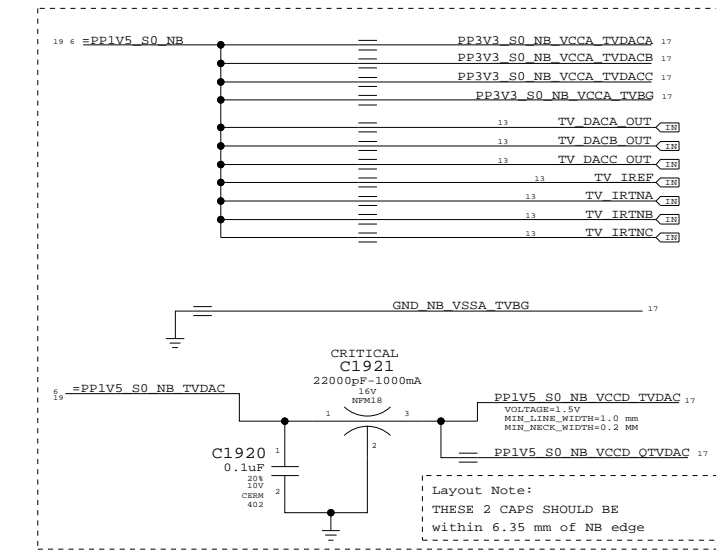 19 6 =PP1V5_S0_NB PP3V3_S0_NB_VCCA_TVDACA 17
PP3V3_S0_NB_VCCA_TVDACB 17
PP3V3_S0_NB_VCCA_TVDACC 17
PP3V3_S0_NB_VCCA_TVBG 17
13 TV_DACA_OUT IN
13 TV_DACB_OUT IN
13 TV_DACC_OUT IN
13 TV_IREF IN
13 TV_IRTNA IN
13 TV_IRTNB IN
13 TV_IRTNC IN
GND_NB_VSSA_TVBG 17
CRITICAL
C1921
22000pF-1000mA
16V
NFM18
6 19 =PP1V5_S0_NB_TVDAC
1 3
2
PP1V5_S0_NB_VCCD_TVDAC 17
VOLTAGE=1.5V
MIN_LINE_WIDTH=1.0 mm
MIN_NECK_WIDTH=0.2 MM
PP1V5_S0_NB_VCCD_QTVDAC 17
C1920 1
0.1uF
20%
10V
CERM 2
402
Layout Note:
THESE 2 CAPS SHOULD BE
within 6.35 mm of NB edge